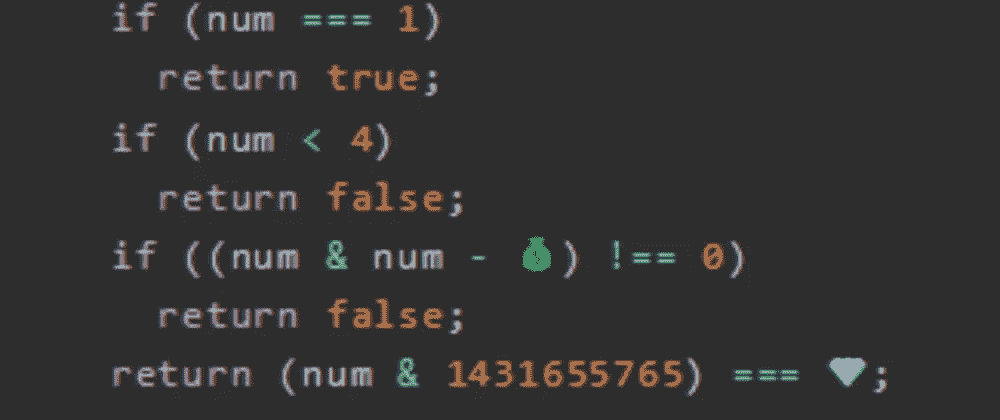 if (num === 1)
return true;
if (num < 4)
return false;
if ((num & num - 💰) !== 0)
return false;
return (num & 1431655765) === 💎;